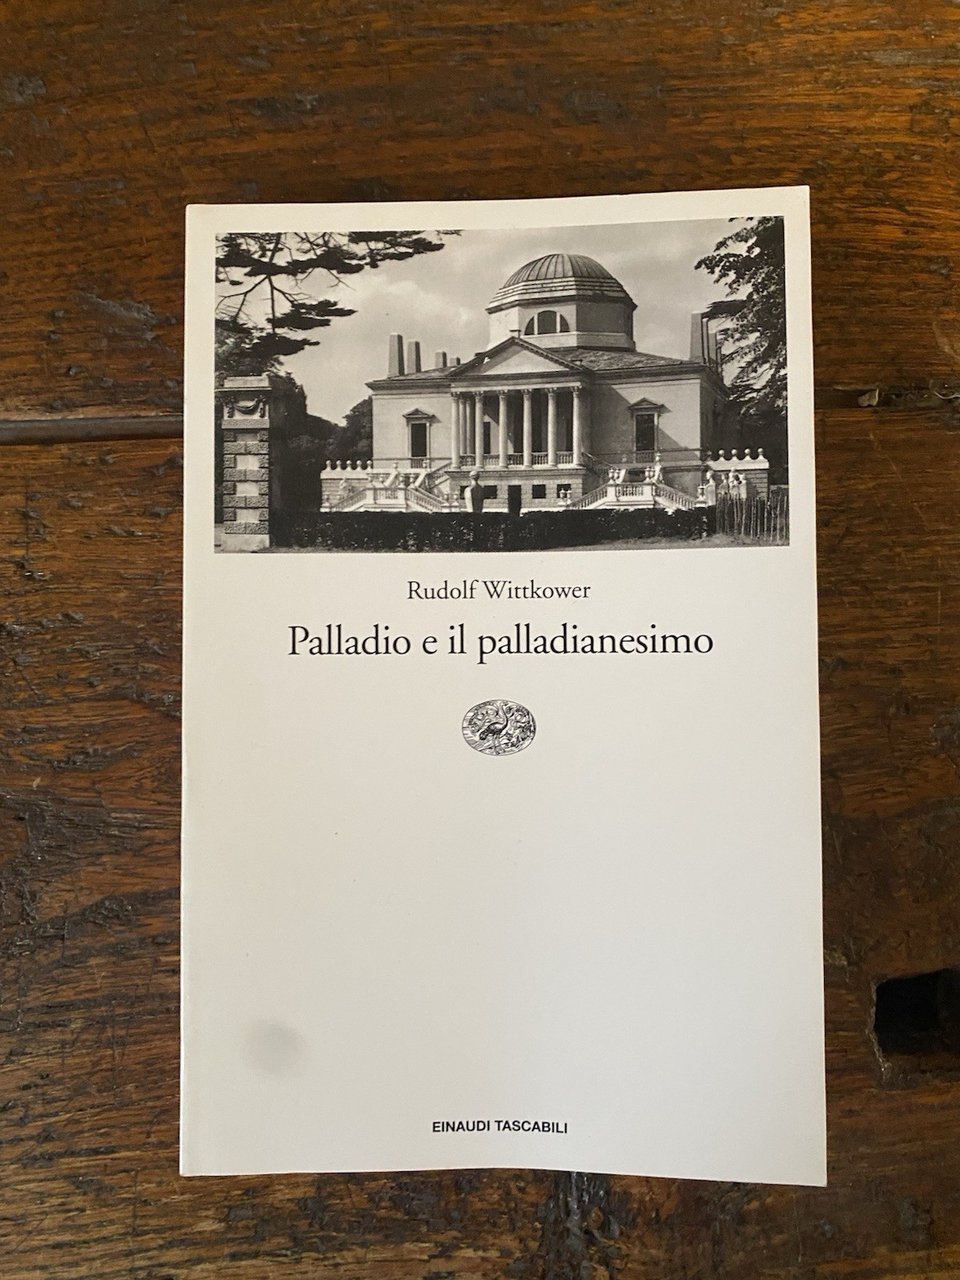 Rudolf Wittkower
Palladio e il palladianesimo
EINAUDI TASCABILI